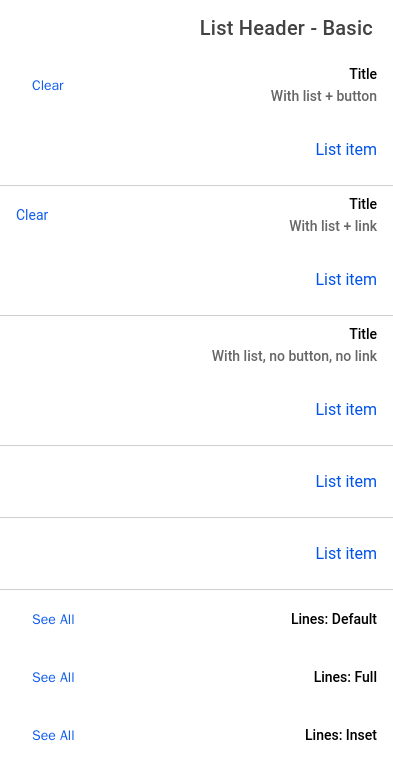 List Header - Basic
Title
Clear
With list + button
List item
Title
Clear
With list + link
List item
Title
With list, no button, no link
List item
List item
List item
See All Lines: Default
See All Lines: Full
See All Lines: Inset